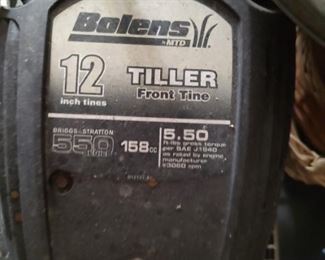 Bolens
by MTD
12 TILLER
inch tines Front Tine
BRIGGS & STRATTON
550
SERIES
158cc
5.50
ft-lbs gross torque
per SAE J1940
as rated by engine
manufacturer
@3060 rpm